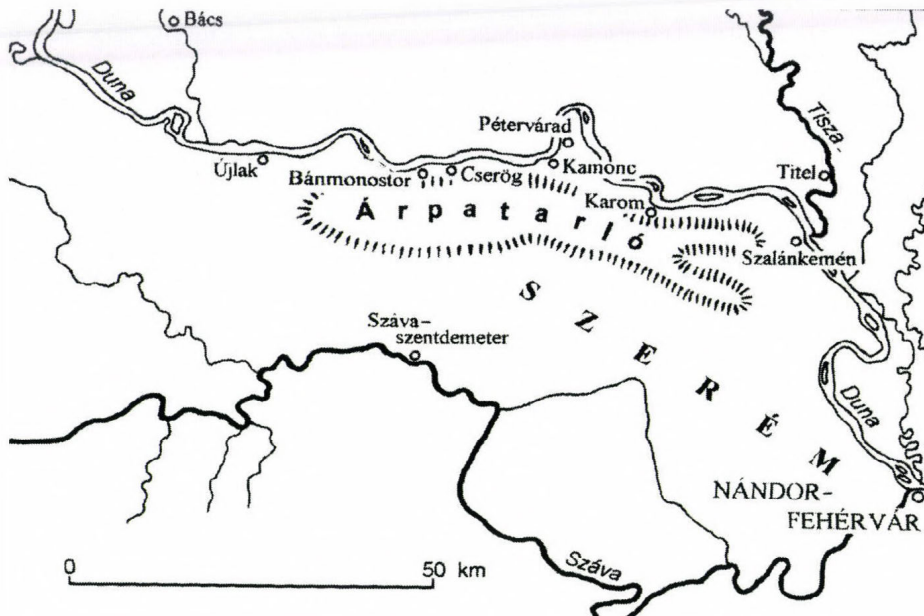 Bács
Duna
Tisza
Pétervárad
Újlak
Bánmonostor
Cserög
Kamonc
Titel
Karom
Árpatarló
Szalánkemén
SZERÉM
Száva-
szentdemeter
Duna
NÁNDOR-
FEHÉRVÁR
0
50 km
Száva